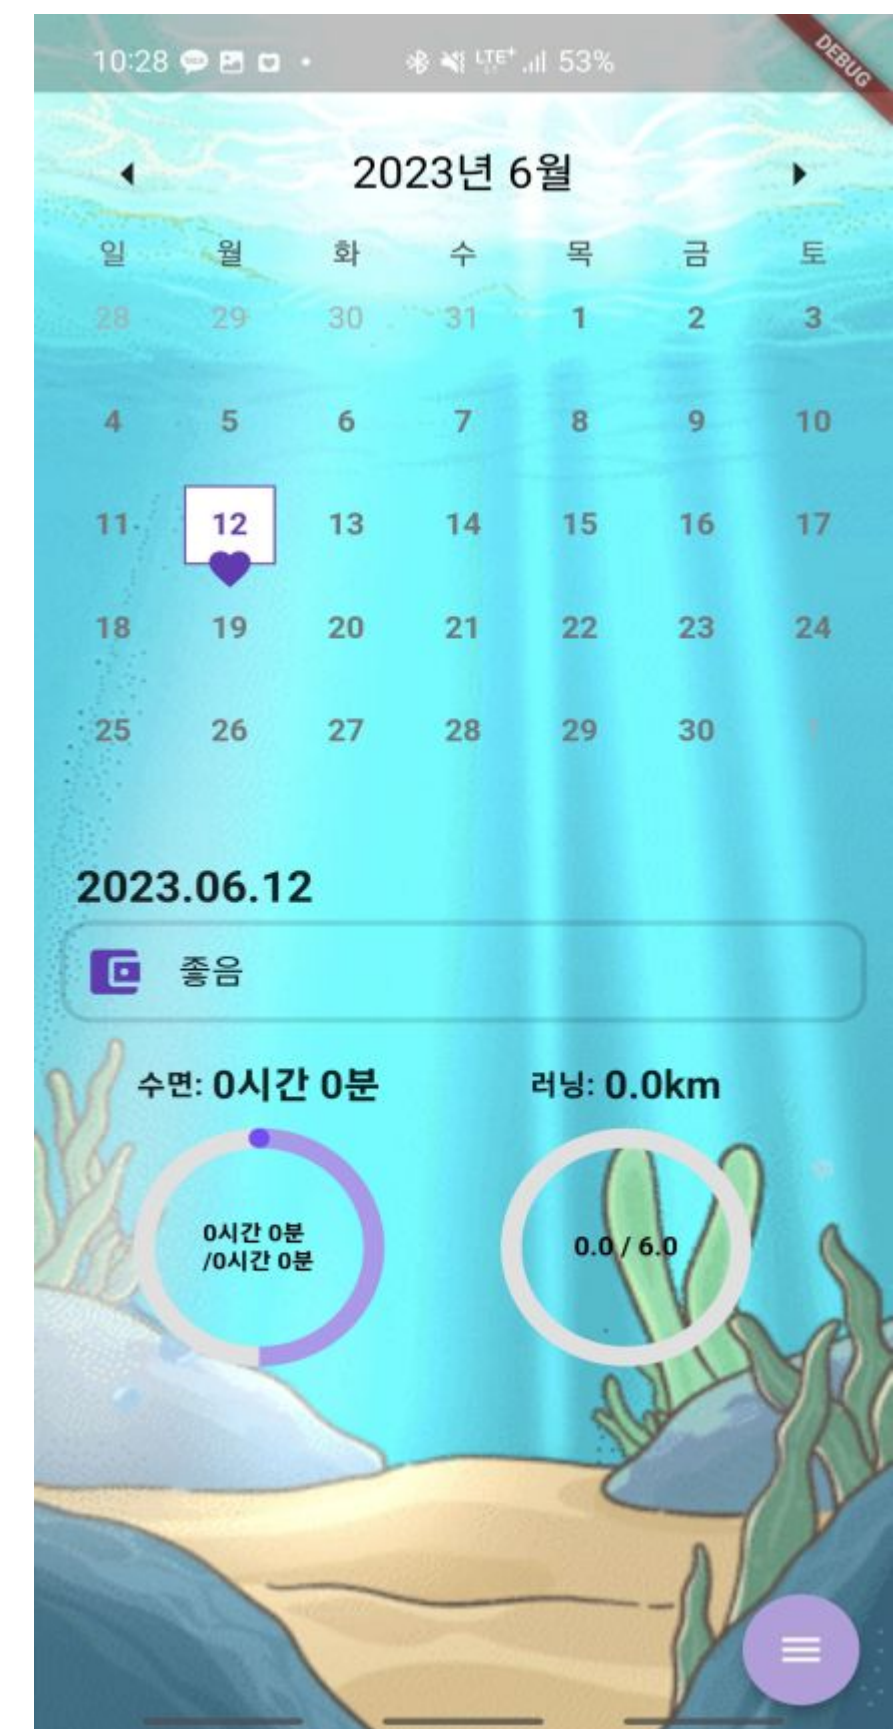 10:28 LTE+ 53%
DEBUG
2023년 6월
일 월 화 수 목 금 토
28 29 30 31 1 2 3
4 5 6 7 8 9 10
11 12 13 14 15 16 17
18 19 20 21 22 23 24
25 26 27 28 29 30 1
2023.06.12
좋음
수면: 0시간 0분 러닝: 0.0km
0시간 0분
/0시간 0분
0.0 / 6.0